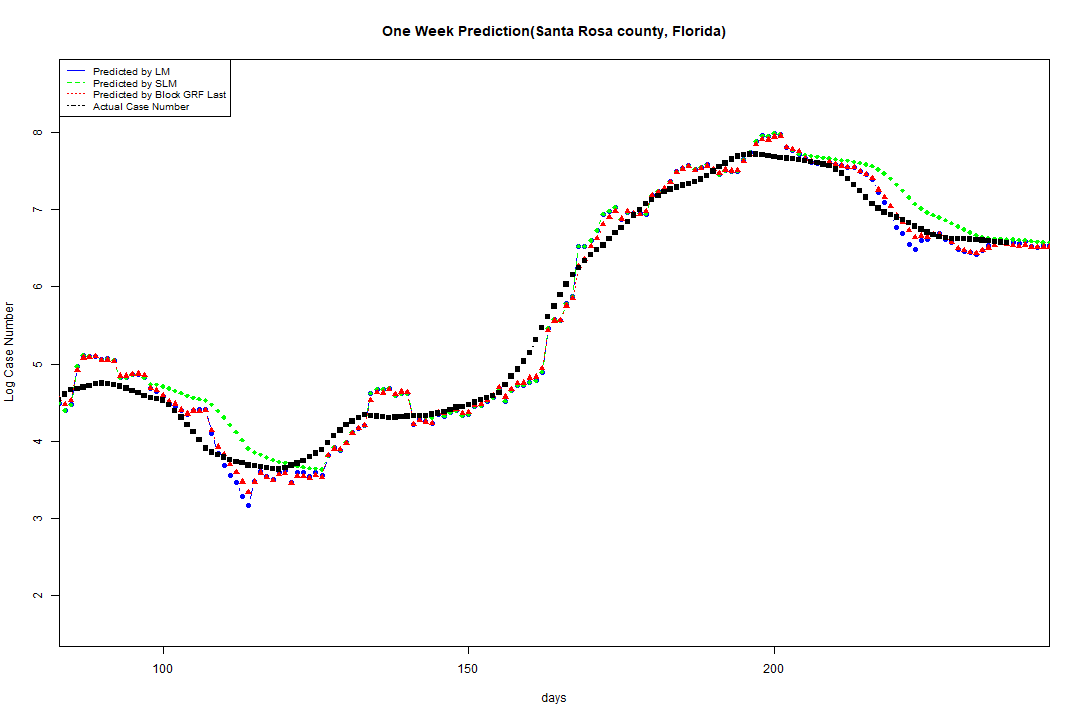 One Week Prediction(Santa Rosa county, Florida)
Predicted by LM
Predicted by SLM
Predicted by Block GRF Last
Actual Case Number
8
7
6
5
4
3
2
Log Case Number
100 150 200
days